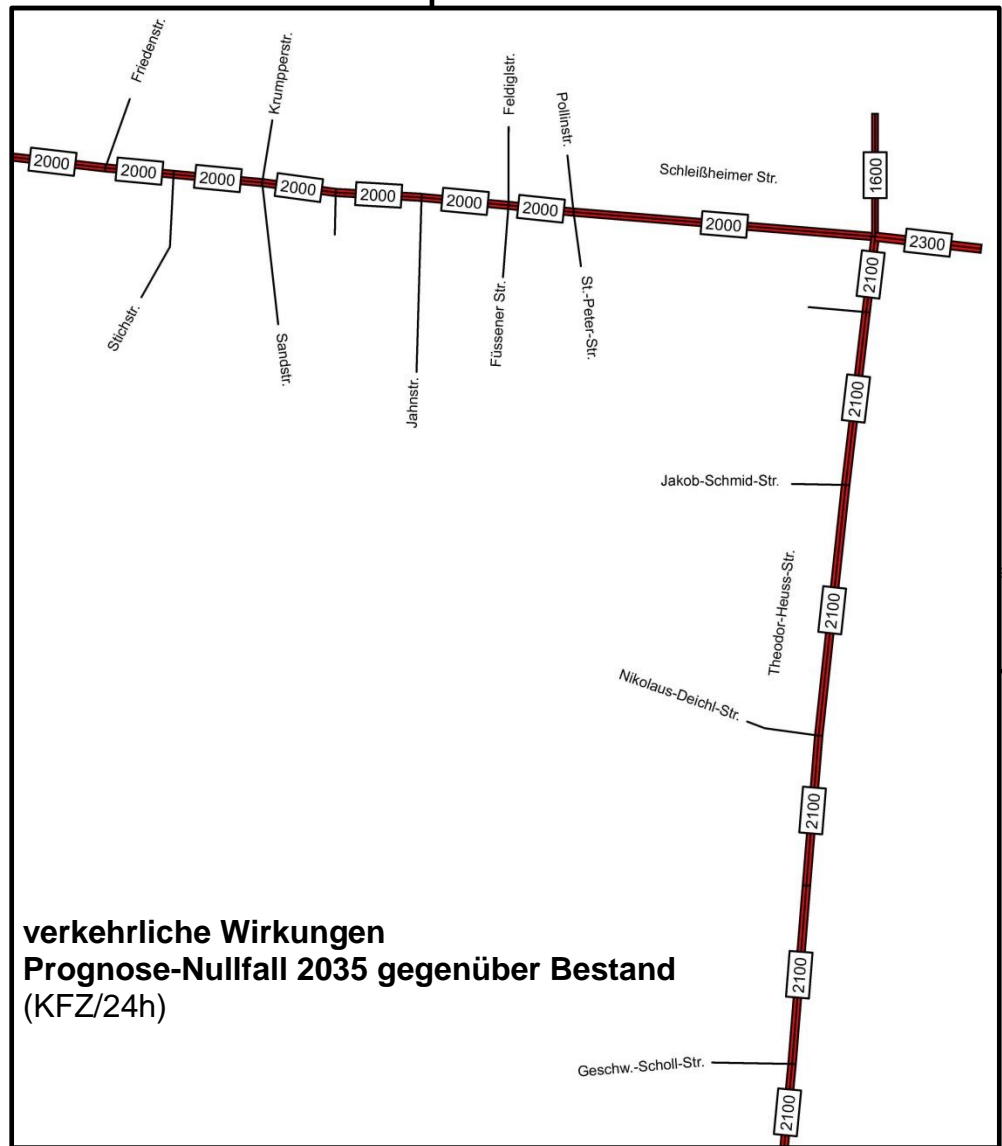 Friedenstr.
Krumpperstr.
Feldiglstr.
Pollinstr.
Schleißheimer Str.
1600
2000
2000
2000
2000
2000
2000
2000
2000
2300
Stichstr.
Sandstr.
Jahnstr.
Füssener Str.
St.-Peter-Str.
2100
2100
Jakob-Schmid-Str.
Theodor-Heuss-Str.
2100
Nikolaus-Deichl-Str.
2100
verkehrliche Wirkungen
Prognose-Nullfall 2035 gegenüber Bestand
(KFZ/24h)
2100
Geschw.-Scholl-Str.
2100